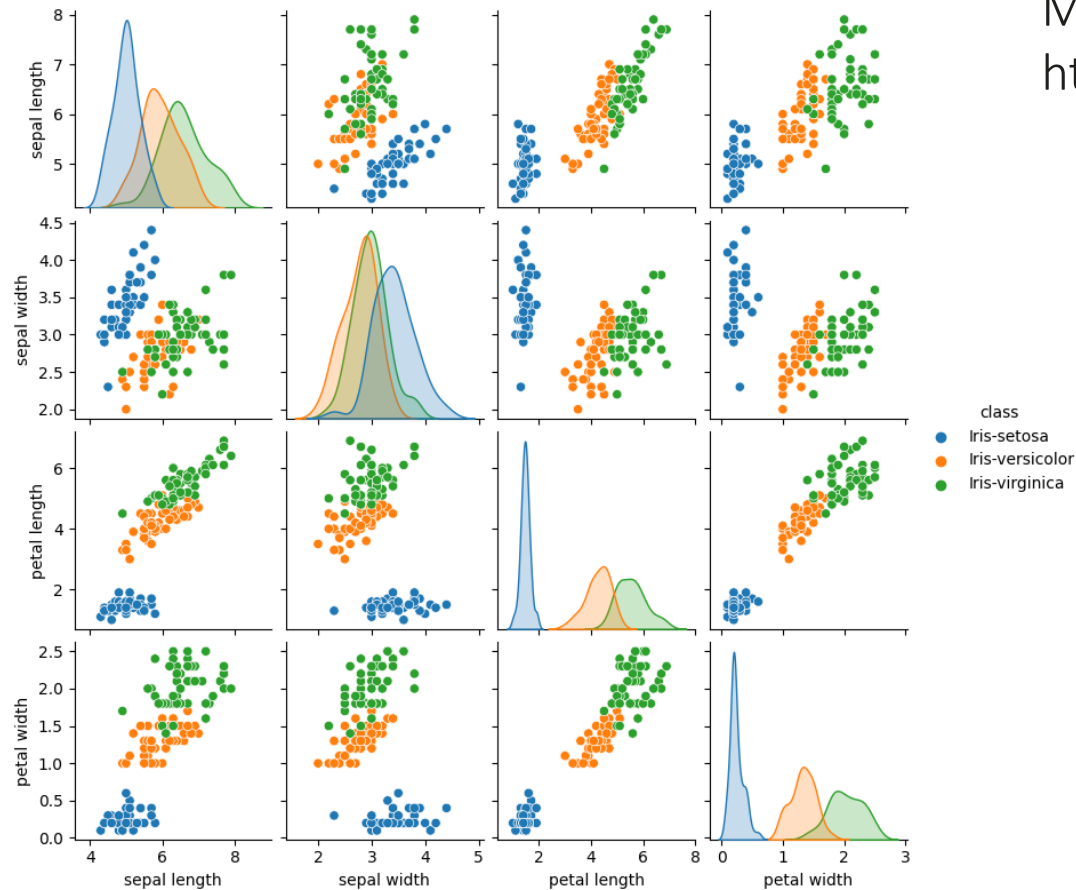 M
ht
8
7
6
5
sepal length
4.5
4.0
3.5
3.0
2.5
2.0
sepal width
class
Iris-setosa
Iris-versicolor
Iris-virginica
6
4
2
petal length
2.5
2.0
1.5
1.0
0.5
0.0
petal width
4 6 8
2 3 4 5
2 4 6 8
0 1 2 3
sepal length
sepal width
petal length
petal width